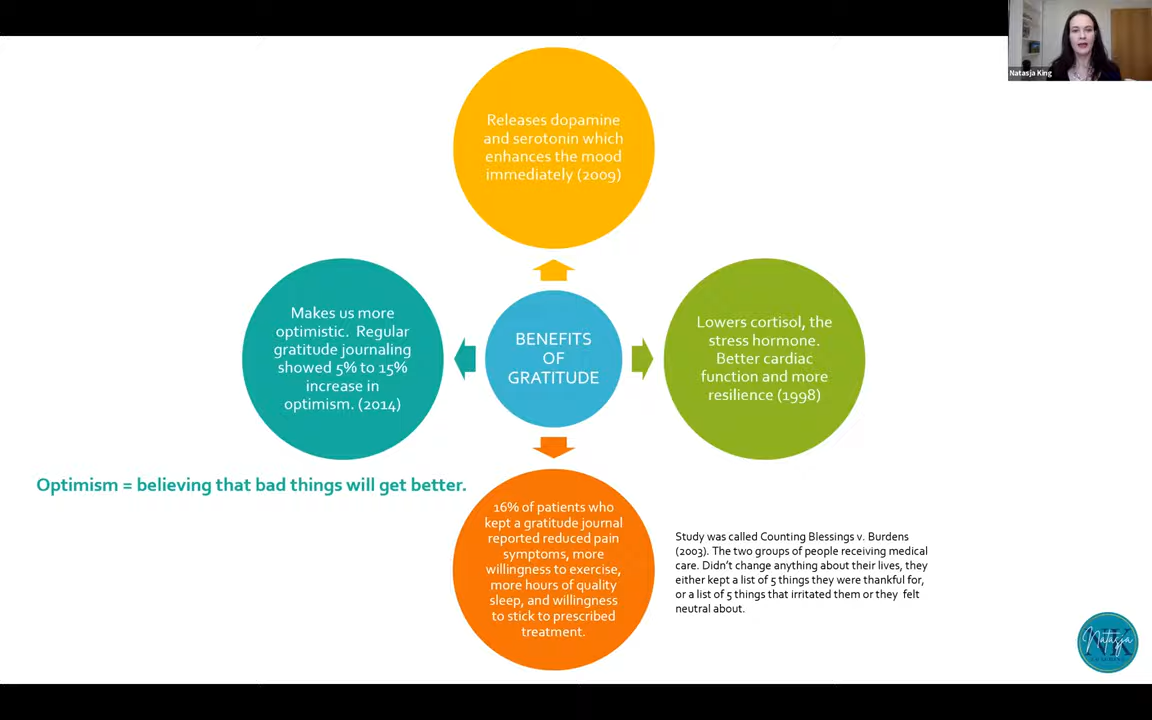 Natasja King
Releases dopamine
and serotonin which
enhances the mood
immediately (2009)
Makes us more
optimistic. Regular
gratitude journaling
showed 5% to 15%
increase in
optimism. (2014)
BENEFITS
OF
GRATITUDE
Lowers cortisol, the
stress hormone.
Better cardiac
function and more
resilience (1998)
Optimism = believing that bad things will get better.
16% of patients who
kept a gratitude journal
reported reduced pain
symptoms, more
willingness to exercise,
more hours of quality
sleep, and willingness
to stick to prescribed
treatment.
Study was called Counting Blessings v. Burdens
(2003). The two groups of people receiving medical
care. Didn't change anything about their lives, they
either kept a list of 5 things they were thankful for,
or a list of 5 things that irritated them or they felt
neutral about.
Natasja
NK